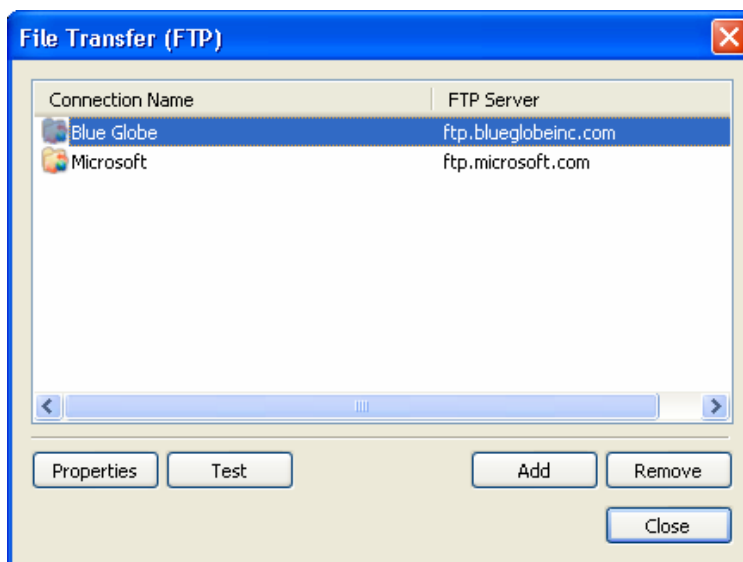 File Transfer (FTP)
Connection Name FTP Server
Blue Globe ftp.blueglobeinc.com
Microsoft ftp.microsoft.com
Properties Test Add Remove
Close